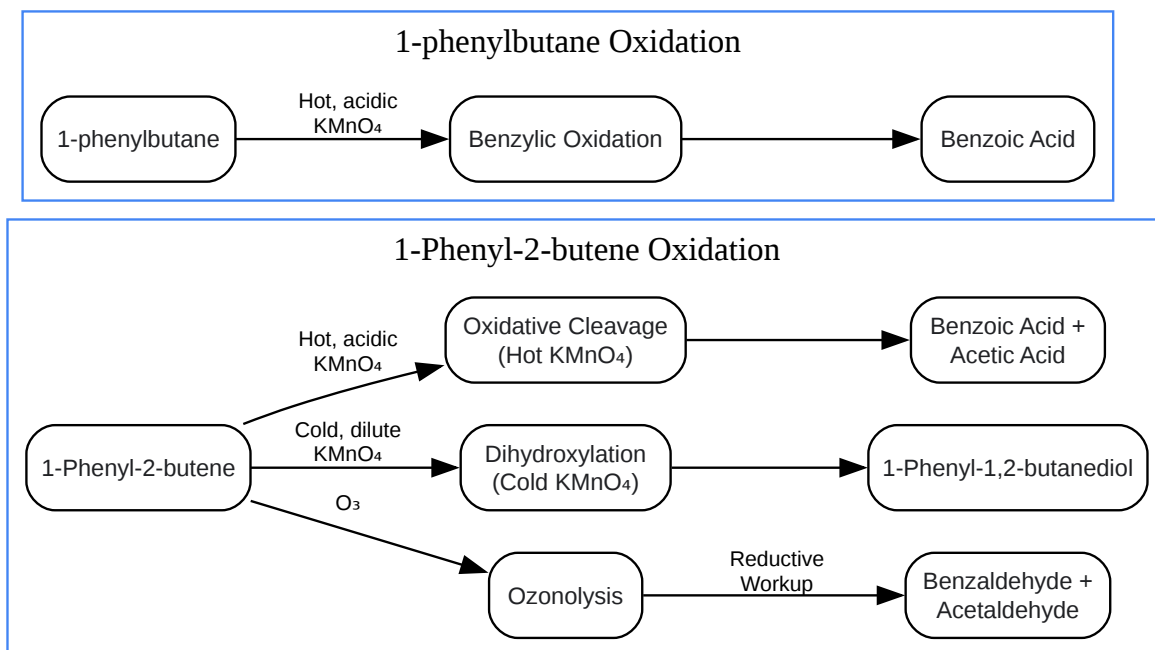 1-phenylbutane Oxidation
Hot, acidic
KMnO₄
1-phenylbutane
Benzylic Oxidation
Benzoic Acid
1-Phenyl-2-butene Oxidation
Hot, acidic
KMnO₄
Oxidative Cleavage
(Hot KMnO₄)
Benzoic Acid +
Acetic Acid
1-Phenyl-2-butene
Cold, dilute
KMnO₄
Dihydroxylation
(Cold KMnO₄)
1-Phenyl-1,2-butanediol
O₃
Ozonolysis
Reductive
Workup
Benzaldehyde +
Acetaldehyde